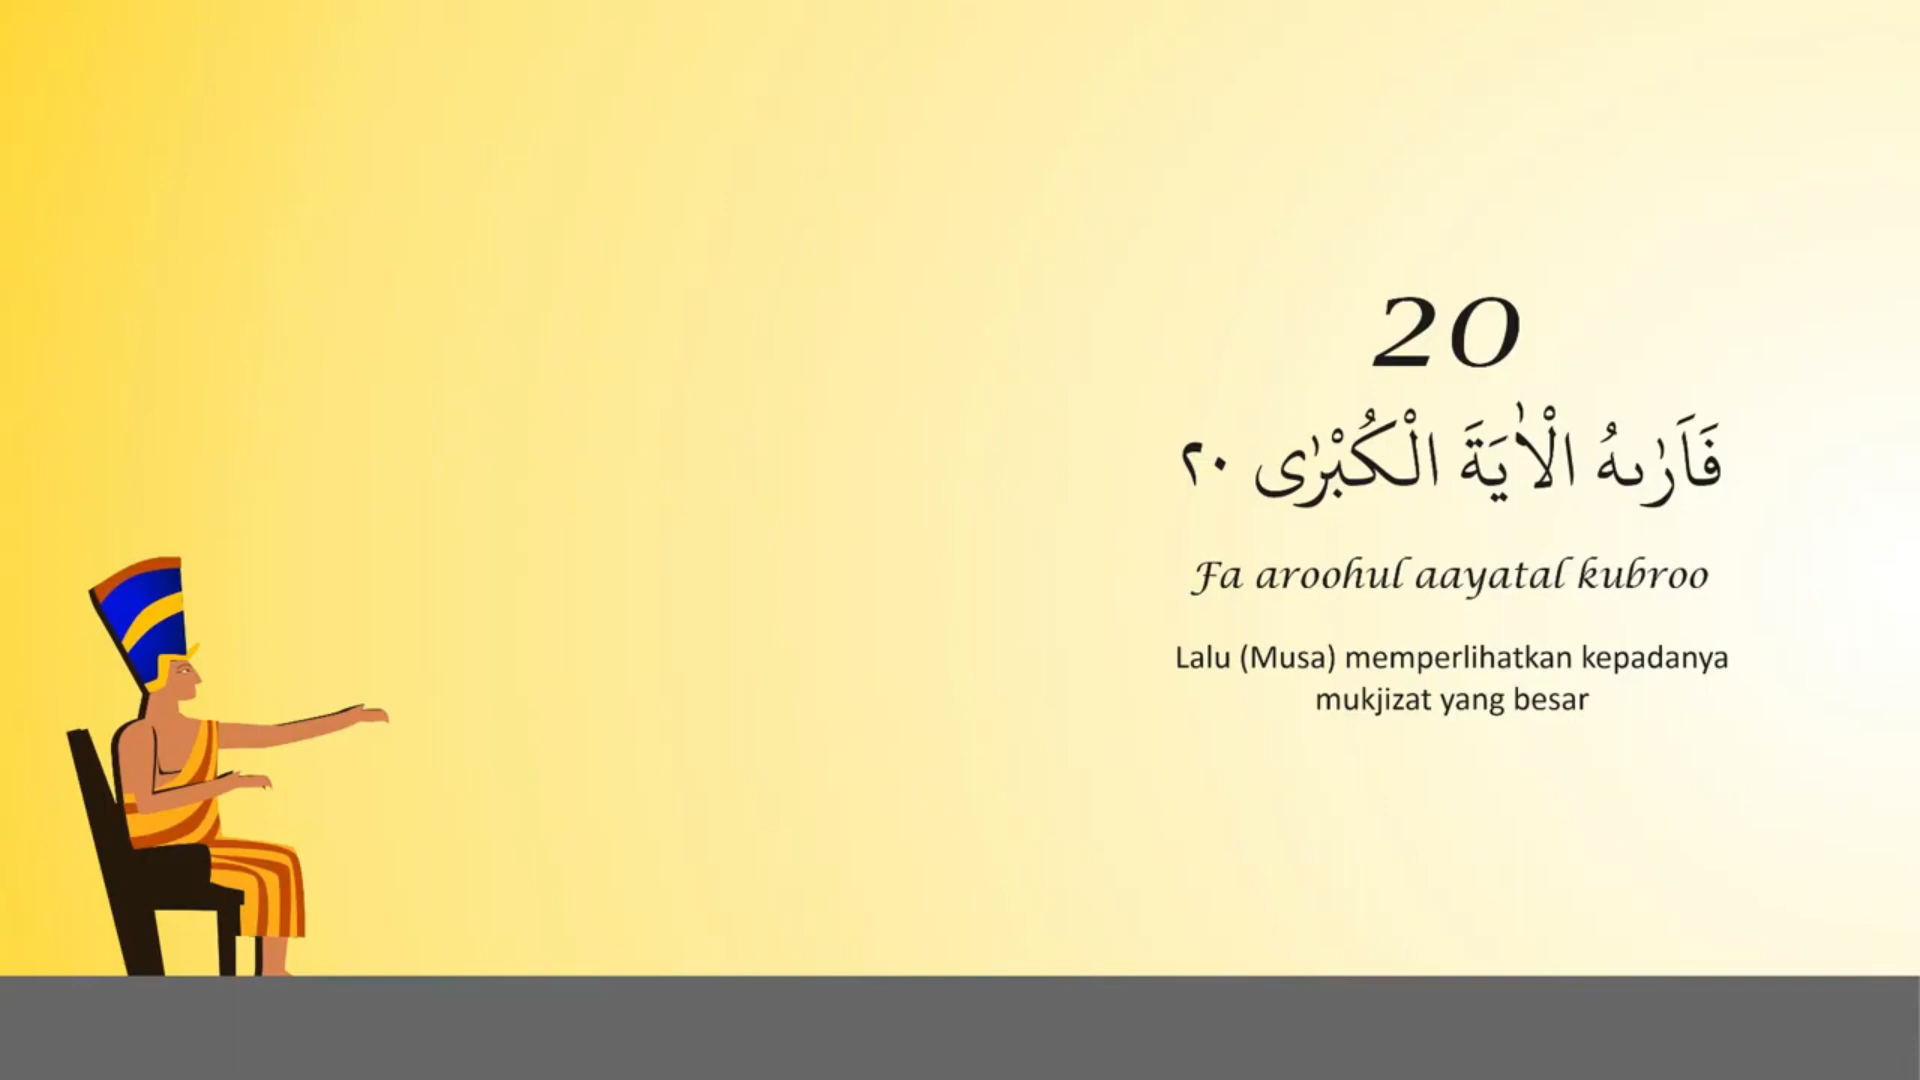 20
فَاَرٰىهُ الْاٰيَةَ الْكُبْرٰى ٢٠
Fa aroohul aayatal kubroo
Lalu (Musa) memperlihatkan kepadanya
mukjizat yang besar